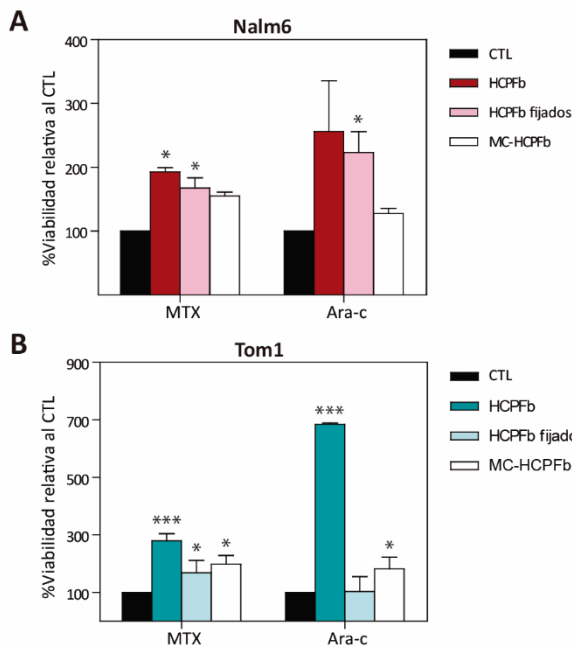 A
Nalm6
%Viabilidad relativa al CTL
400
300
200
100
* *
*
MTX Ara-c
CTL
HCPFb
HCPFb fijados
MC-HCPFb
B
Tom1
%Viabilidad relativa al CTL
900
700
500
300
100
*** * *
*** *
MTX Ara-c
CTL
HCPFb
HCPFb fijado
MC-HCPFb